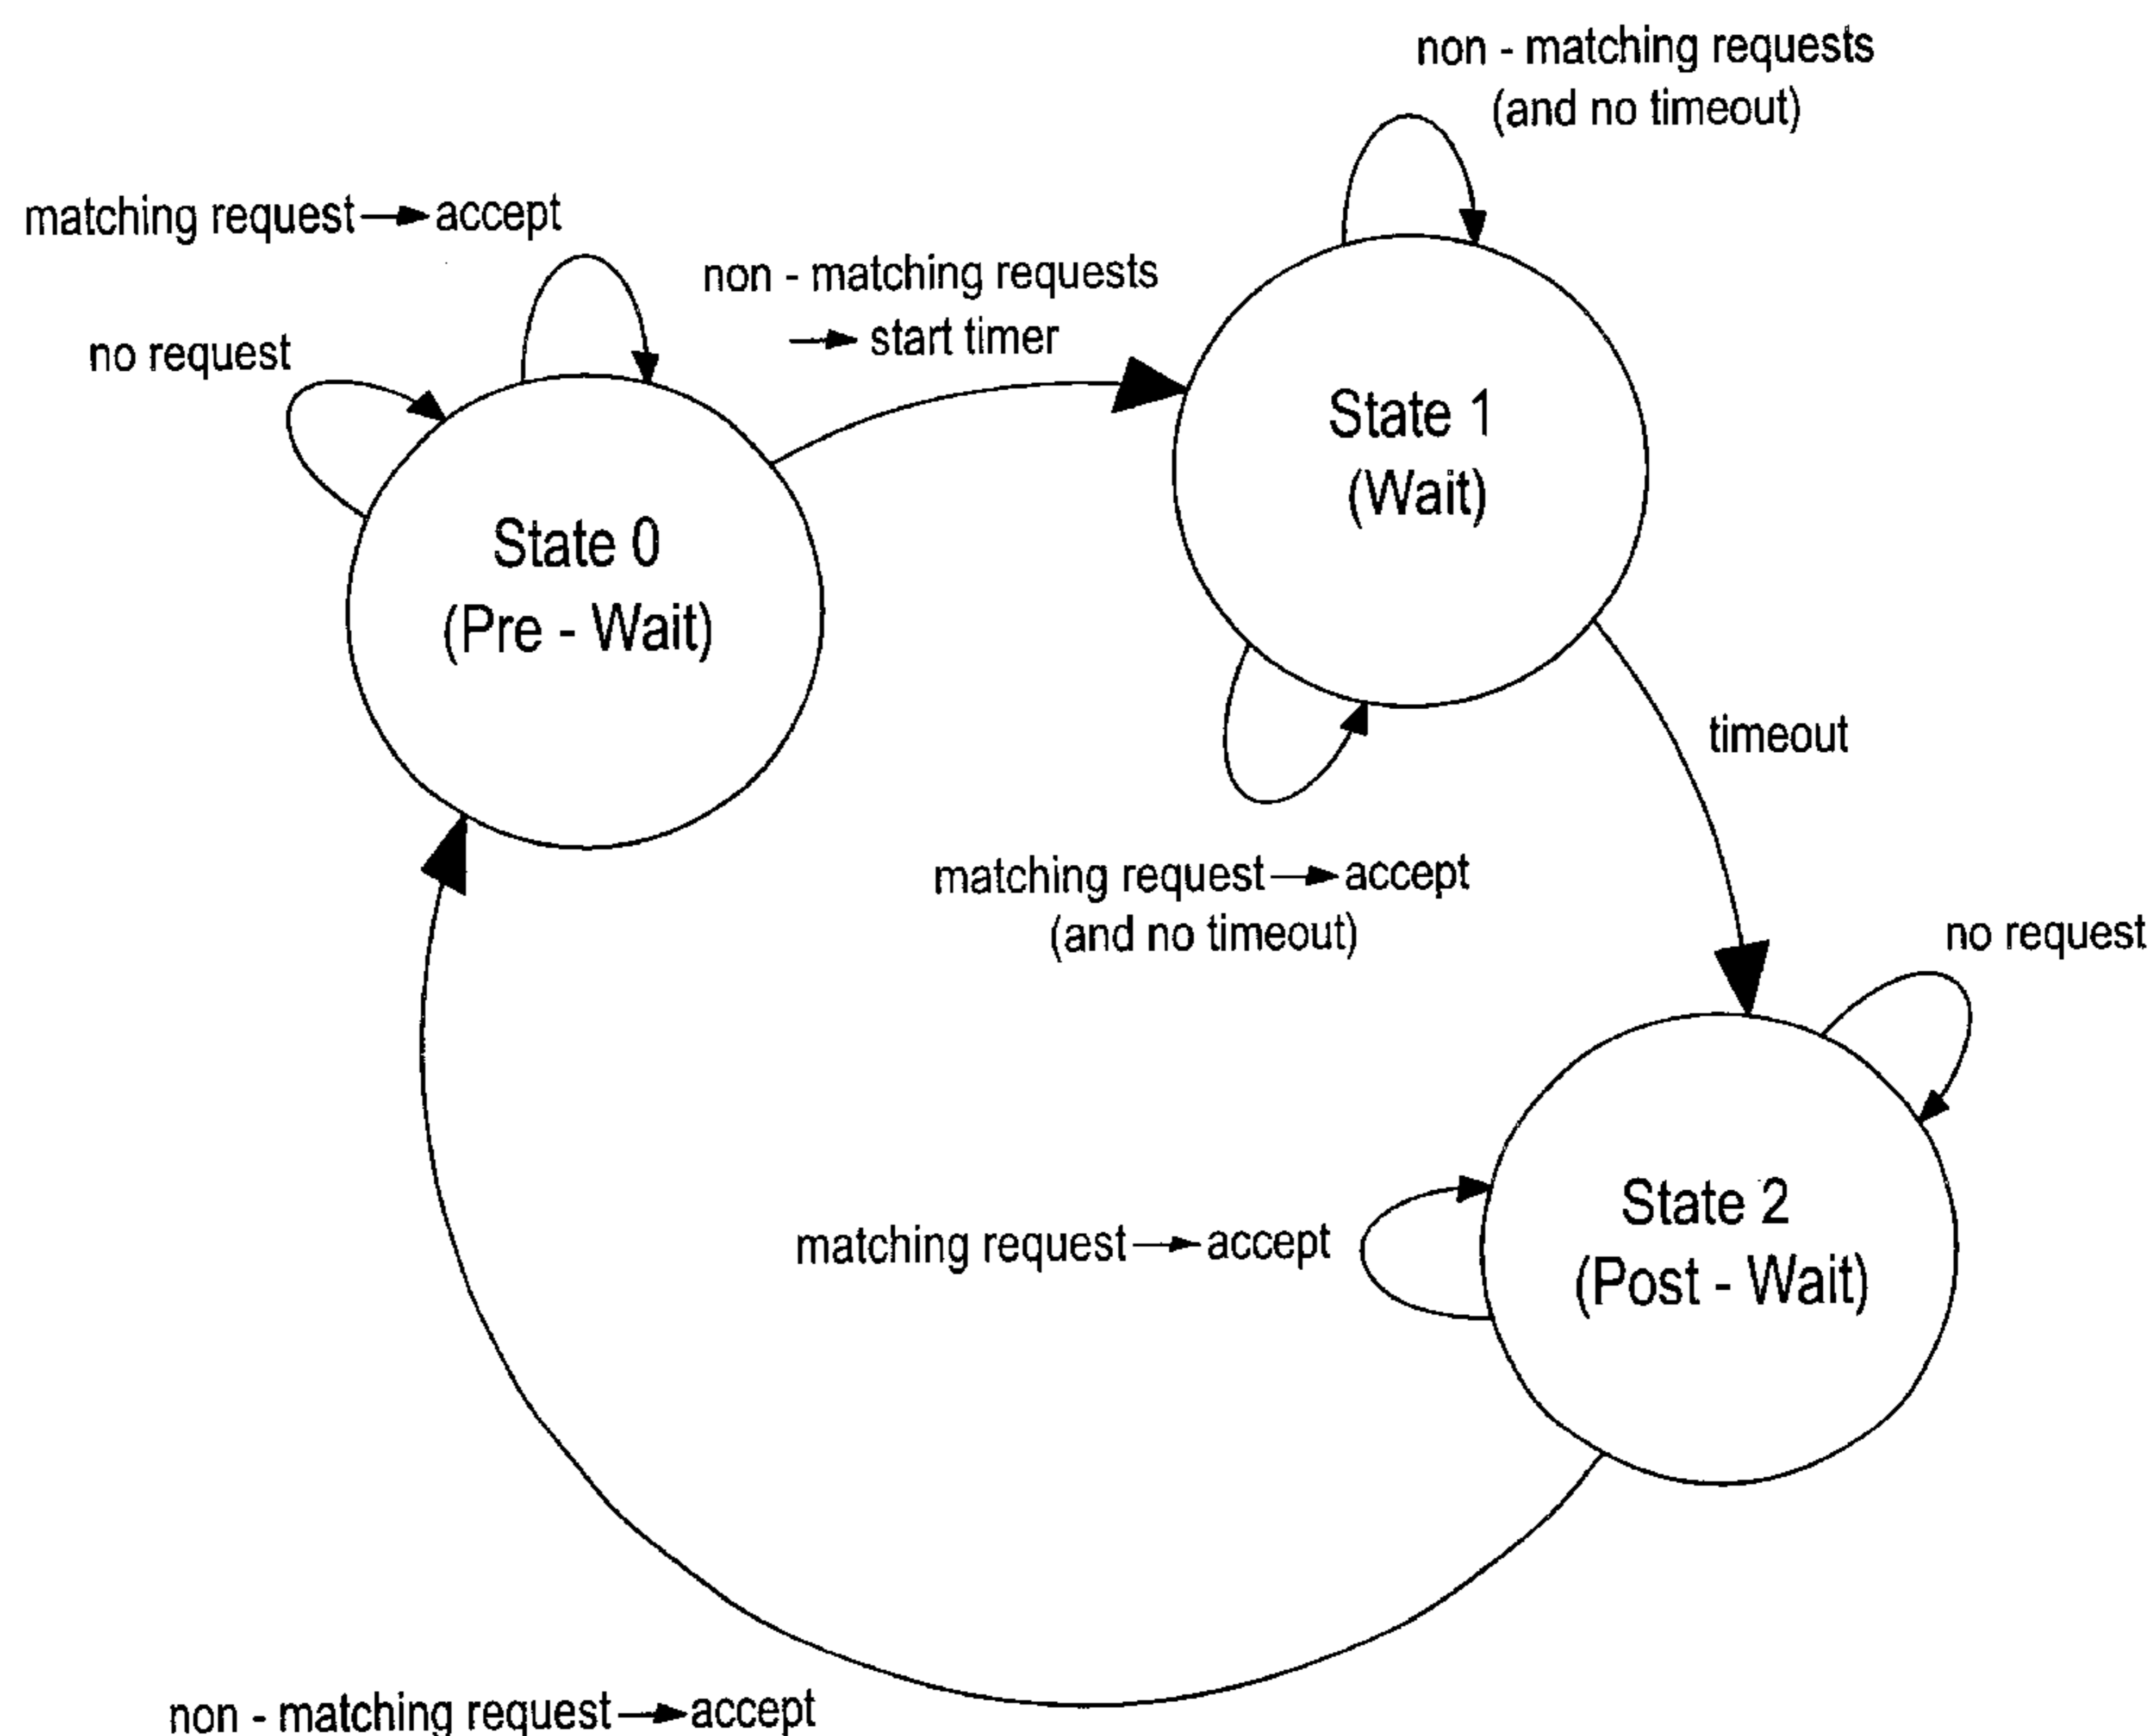 non - matching requests
(and no timeout)
matching request → accept
non - matching requests
→ start timer
no request
State 1
(Wait)
State 0
(Pre - Wait)
timeout
matching request → accept
(and no timeout)
no request
State 2
(Post - Wait)
matching request → accept
non - matching request → accept